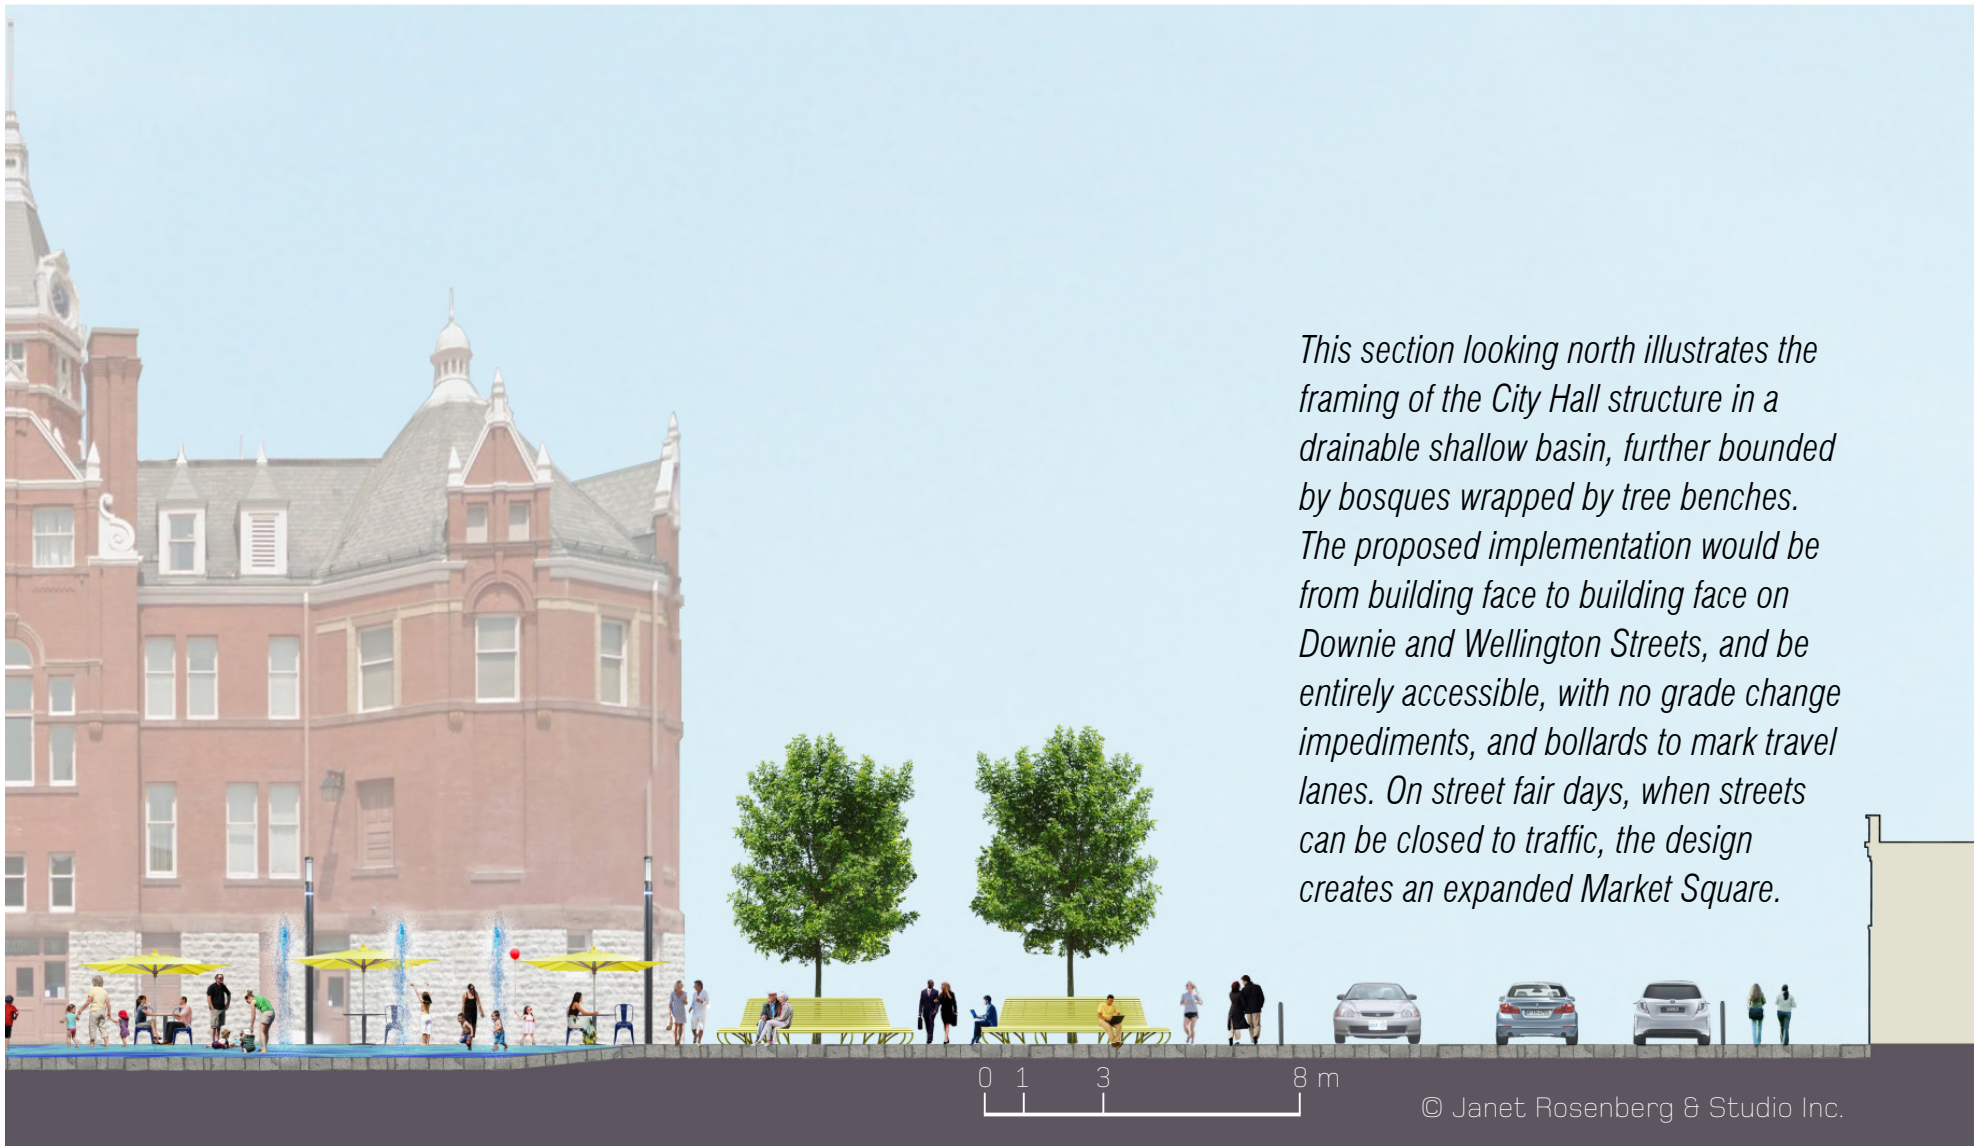 This section looking north illustrates the
framing of the City Hall structure in a
drainable shallow basin, further bounded
by bosques wrapped by tree benches.
The proposed implementation would be
from building face to building face on
Downie and Wellington Streets, and be
entirely accessible, with no grade change
impediments, and bollards to mark travel
lanes. On street fair days, when streets
can be closed to traffic, the design
creates an expanded Market Square.
0 1 3 8 m
© Janet Rosenberg & Studio Inc.